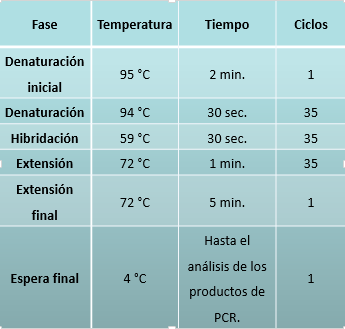 Fase Temperatura Tiempo Ciclos
Denaturación
inicial
95 °C 2 min. 1
Denaturación 94 °C 30 sec. 35
Hibridación 59 °C 30 sec. 35
Extensión 72 °C 1 min. 35
Extensión
final
72 °C 5 min. 1
Espera final 4 °C
Hasta el
análisis de los
productos de
PCR.
1